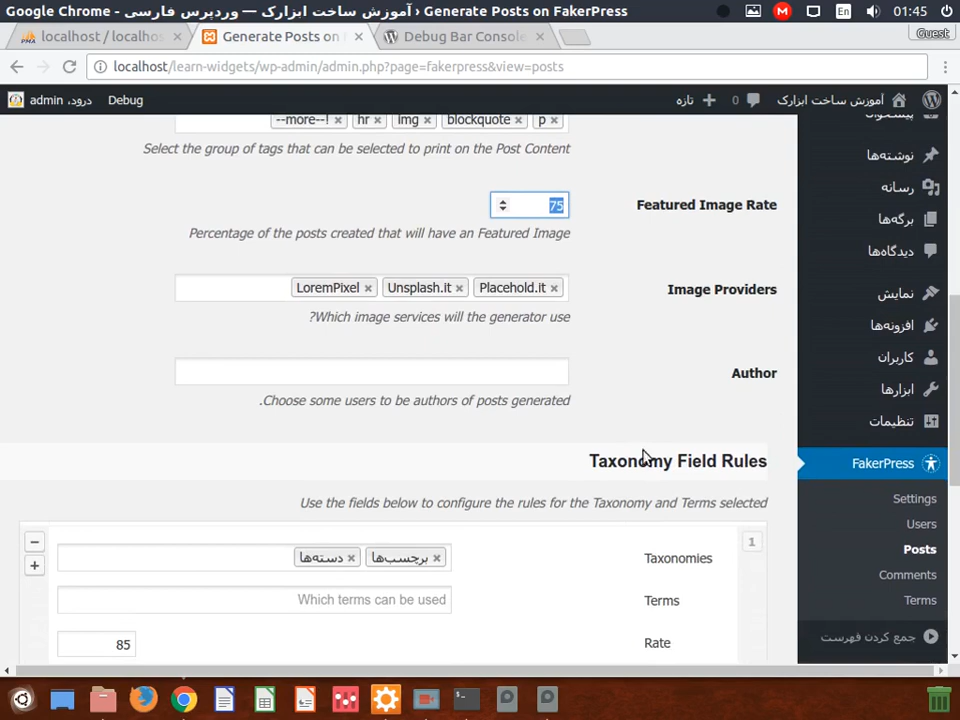 Google Chrome - آموزش ساخت ابزارک — وردپرس فارسی ‹ Generate Posts on FakerPress
En
01:45
localhost / localhos
Generate Posts on
Debug Bar Console
Guest
localhost/learn-widgets/wp-admin/admin.php?page=fakerpress&view=posts
آموزش ساخت ابزارک
0
تازه
Debug
درود، admin
پیشخوان
نوشته‌ها
رسانه
برگه‌ها
دیدگاه‌ها
نمایش
افزونه‌ها
کاربران
ابزارها
تنظیمات
FakerPress
Settings
Users
Posts
Comments
Terms
جمع کردن فهرست
--more--! × hr × img × blockquote × p ×
Select the group of tags that can be selected to print on the Post Content
Featured Image Rate
75
Percentage of the posts created that will have an Featured Image
Image Providers
LoremPixel × Unsplash.it × Placehold.it ×
?Which image services will the generator use
Author
.Choose some users to be authors of posts generated
Taxonomy Field Rules
Use the fields below to configure the rules for the Taxonomy and Terms selected
1
Taxonomies
برچسب‌ها × دسته‌ها ×
Terms
Which terms can be used
Rate
85